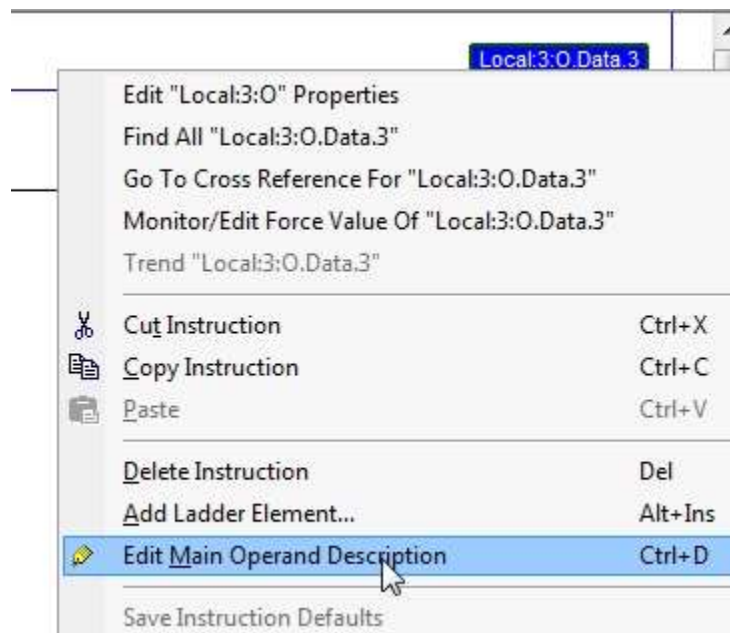 Local:3:O.Data.3
Edit "Local:3:O" Properties
Find All "Local:3:O.Data.3"
Go To Cross Reference For "Local:3:O.Data.3"
Monitor/Edit Force Value Of "Local:3:O.Data.3"
Trend "Local:3:O.Data.3"
Cut Instruction Ctrl+X
Copy Instruction Ctrl+C
Paste Ctrl+V
Delete Instruction Del
Add Ladder Element... Alt+Ins
Edit Main Operand Description Ctrl+D
Save Instruction Defaults